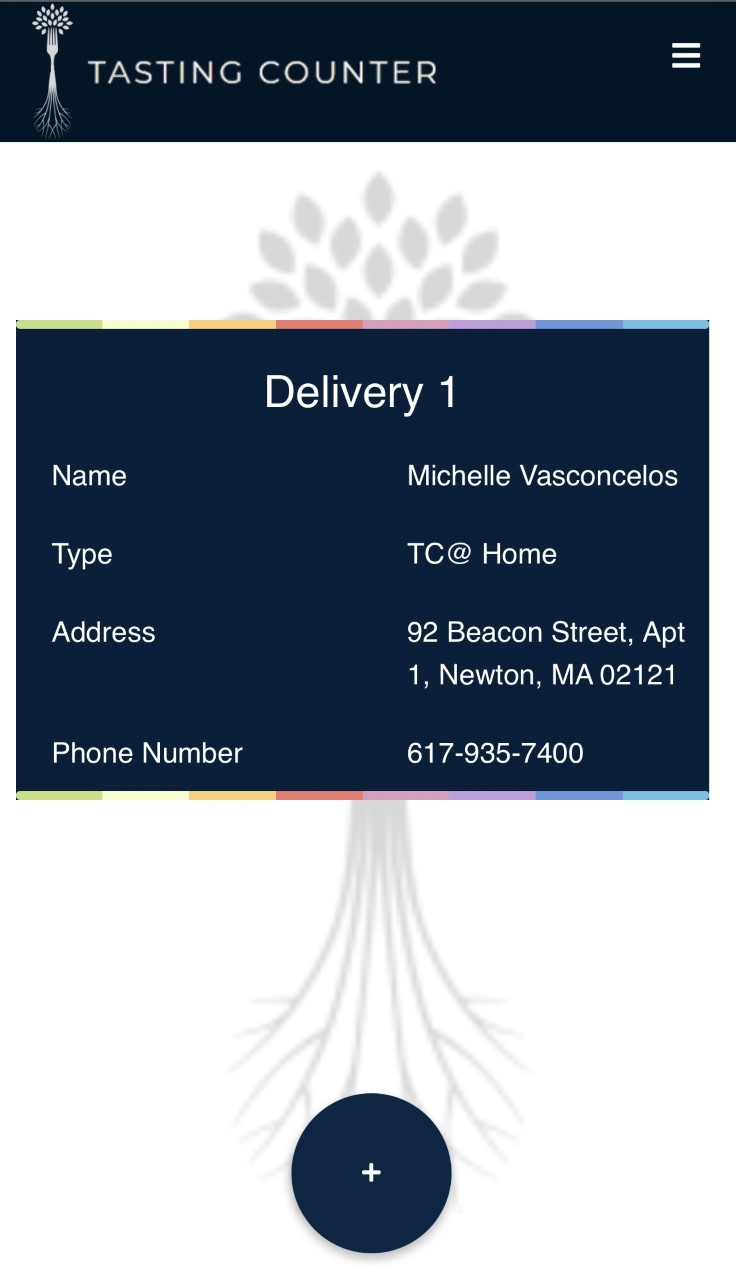 TASTING COUNTER
Delivery 1
Name Michelle Vasconcelos
Type TC@ Home
Address 92 Beacon Street, Apt
1, Newton, MA 02121
Phone Number 617-935-7400
+